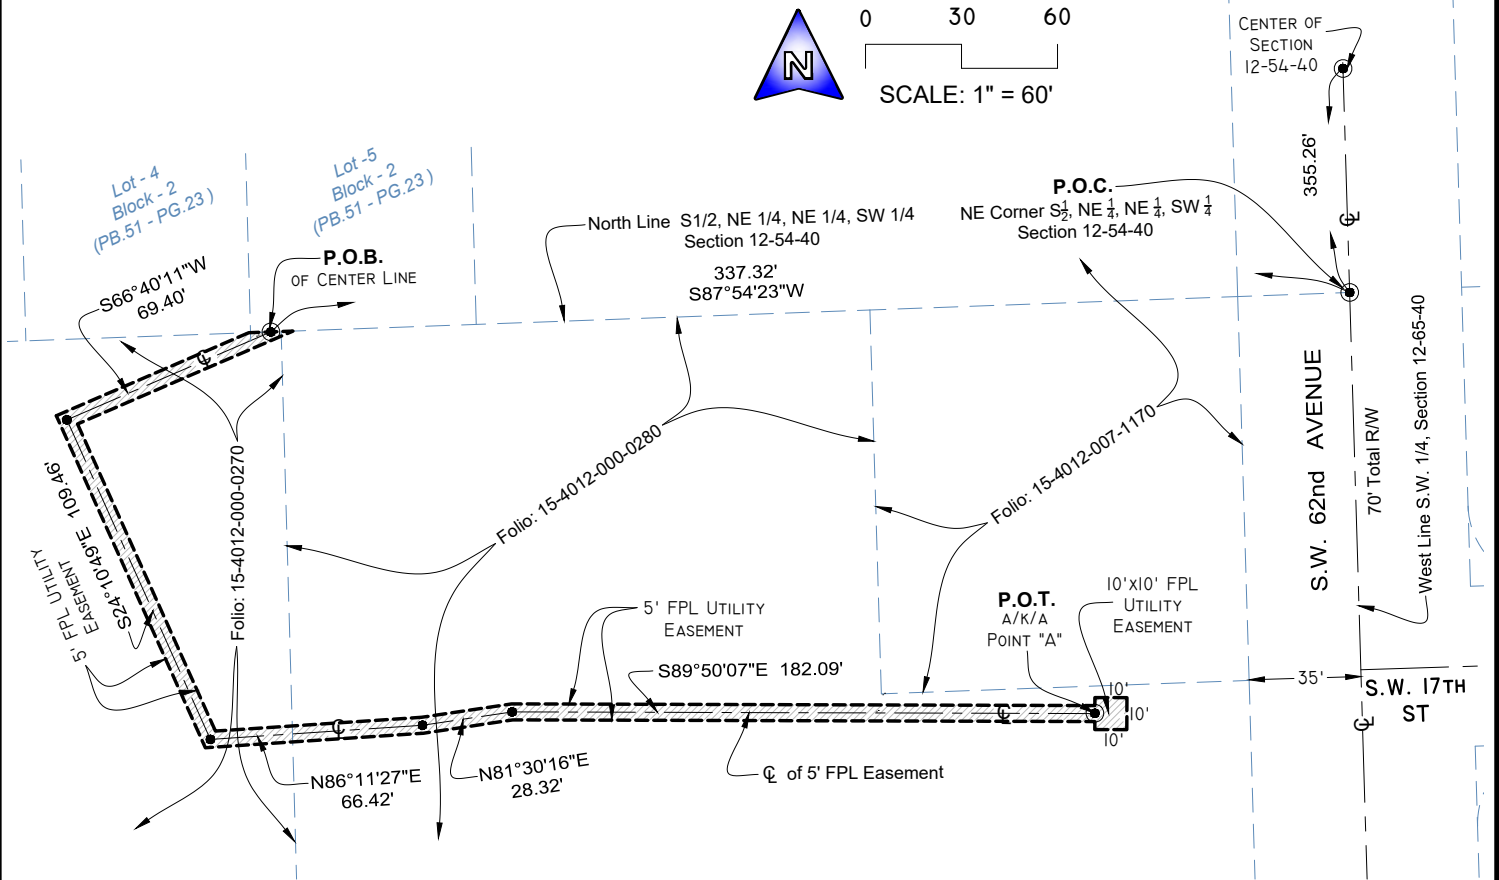 0 30 60
N
SCALE: 1" = 60'
CENTER OF
SECTION
12-54-40
355.26'
Lot - 4
Block - 2
(PB.51 - PG.23 )
Lot -5
Block - 2
(PB.51 - PG.23 )
P.O.C.
NE Corner S½, NE ¼, NE ¼, SW ¼
Section 12-54-40
North Line S1/2, NE 1/4, NE 1/4, SW 1/4
Section 12-54-40
337.32'
S87°54'23"W
P.O.B.
OF CENTER LINE
S66°40'11"W
69.40'
℄
℄
S.W. 62nd AVENUE
70' Total R/W
West Line S.W. 1/4, Section 12-65-40
Folio: 15-4012-000-0270
Folio: 15-4012-000-0280
Folio: 15-4012-007-1170
S24°10'49"E 109.46'
5' FPL UTILITY
EASEMENT
5' FPL UTILITY
EASEMENT
S89°50'07"E 182.09'
P.O.T.
A/K/A
POINT "A"
10'x10' FPL
UTILITY
EASEMENT
10'
10'
10'
35'
S.W. 17TH
ST
℄
℄
℄
N86°11'27"E
66.42'
N81°30'16"E
28.32'
℄ of 5' FPL Easement